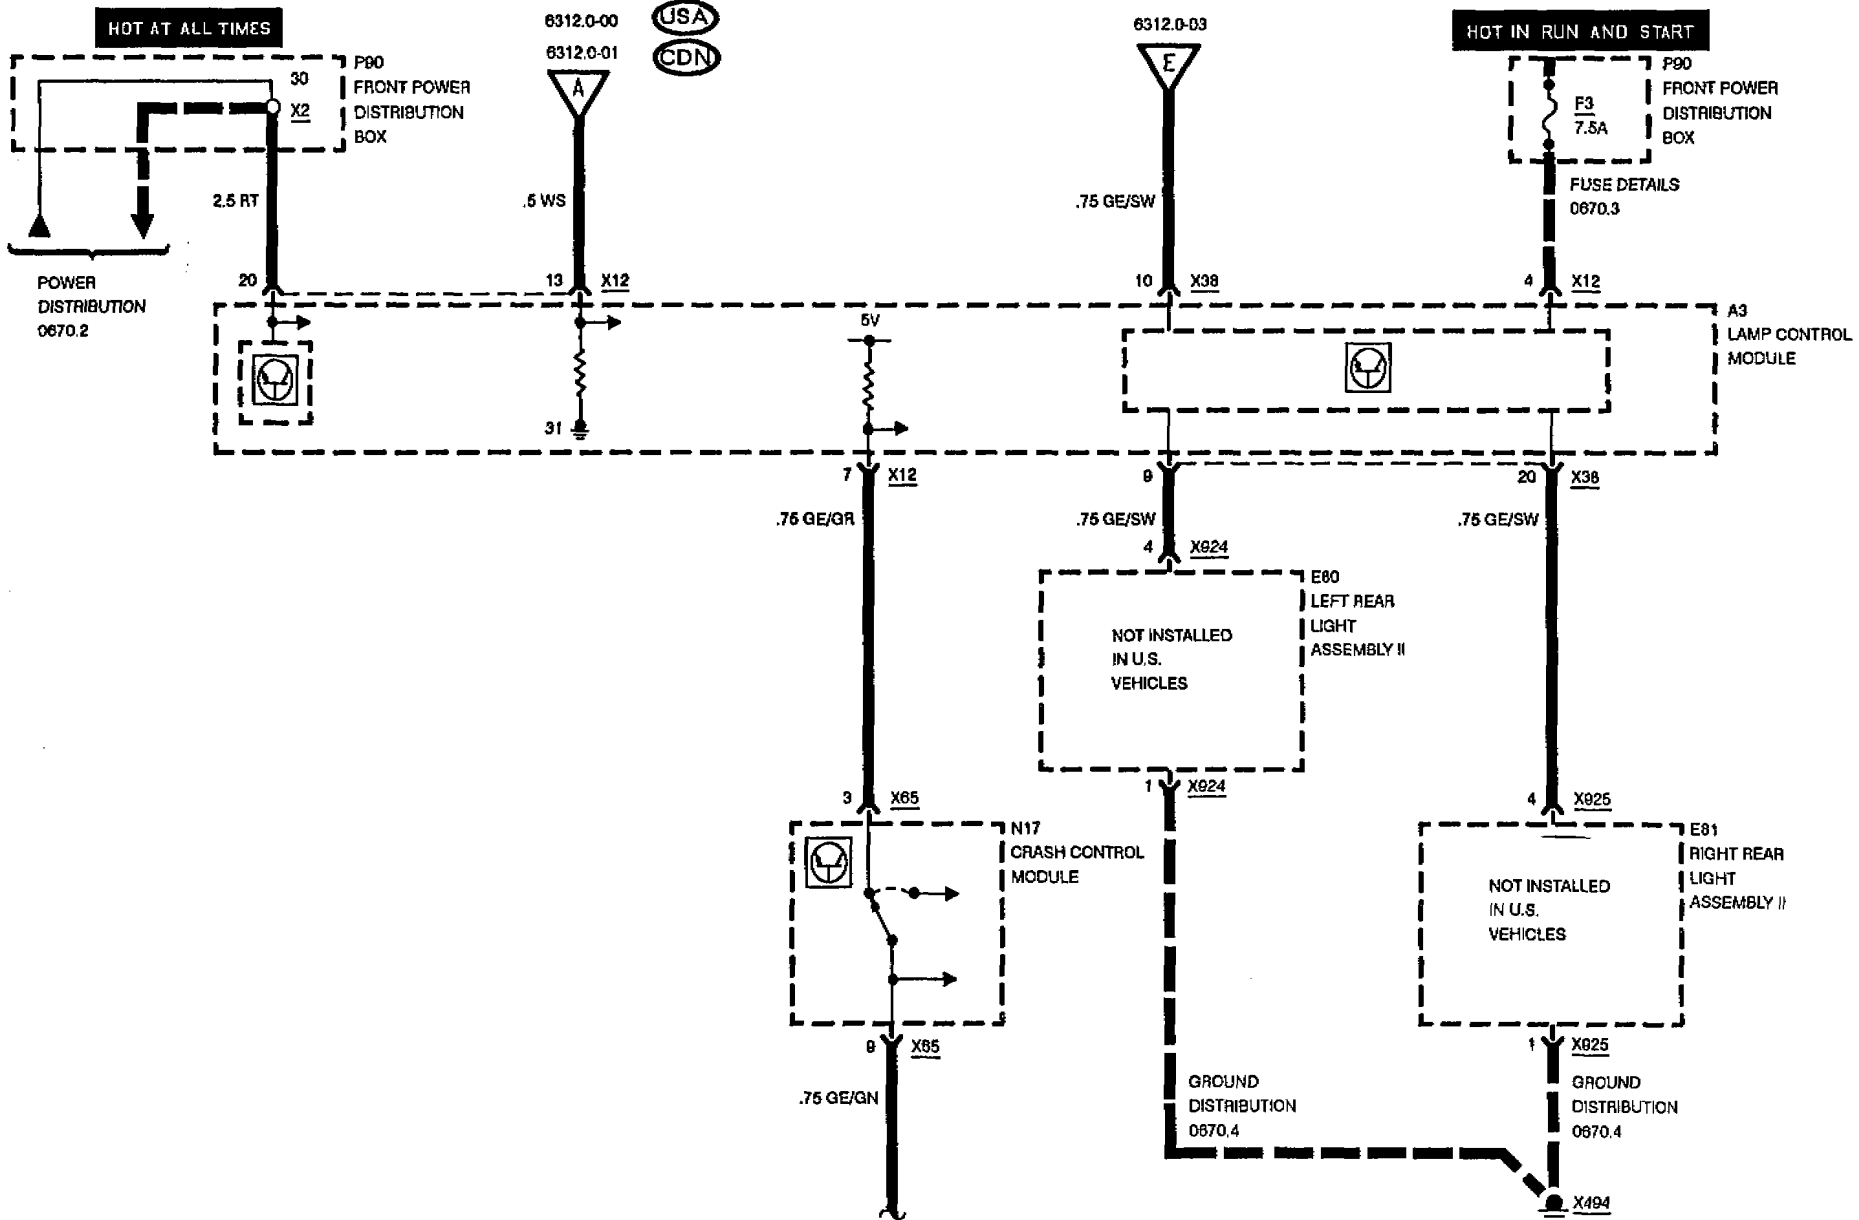 HOT AT ALL TIMES
6312.0-00
USA
6312.0-01
CDN
6312.0-03
HOT IN RUN AND START
30
X2
P90
FRONT POWER
DISTRIBUTION
BOX
A
E
F3
7.5A
P90
FRONT POWER
DISTRIBUTION
BOX
FUSE DETAILS
0670.3
2.5 RT
.5 WS
.75 GE/SW
POWER
DISTRIBUTION
0670.2
20
13
X12
10
X38
4
X12
5V
A3
LAMP CONTROL
MODULE
31
7
X12
9
20
X38
.75 GE/GR
.75 GE/SW
.75 GE/SW
4
X924
E80
LEFT REAR
LIGHT
ASSEMBLY II
NOT INSTALLED
IN U.S.
VEHICLES
1
X924
3
X65
4
X925
N17
CRASH CONTROL
MODULE
E81
RIGHT REAR
LIGHT
ASSEMBLY II
NOT INSTALLED
IN U.S.
VEHICLES
9
X65
1
X925
.75 GE/GN
GROUND
DISTRIBUTION
0670.4
GROUND
DISTRIBUTION
0670.4
X494